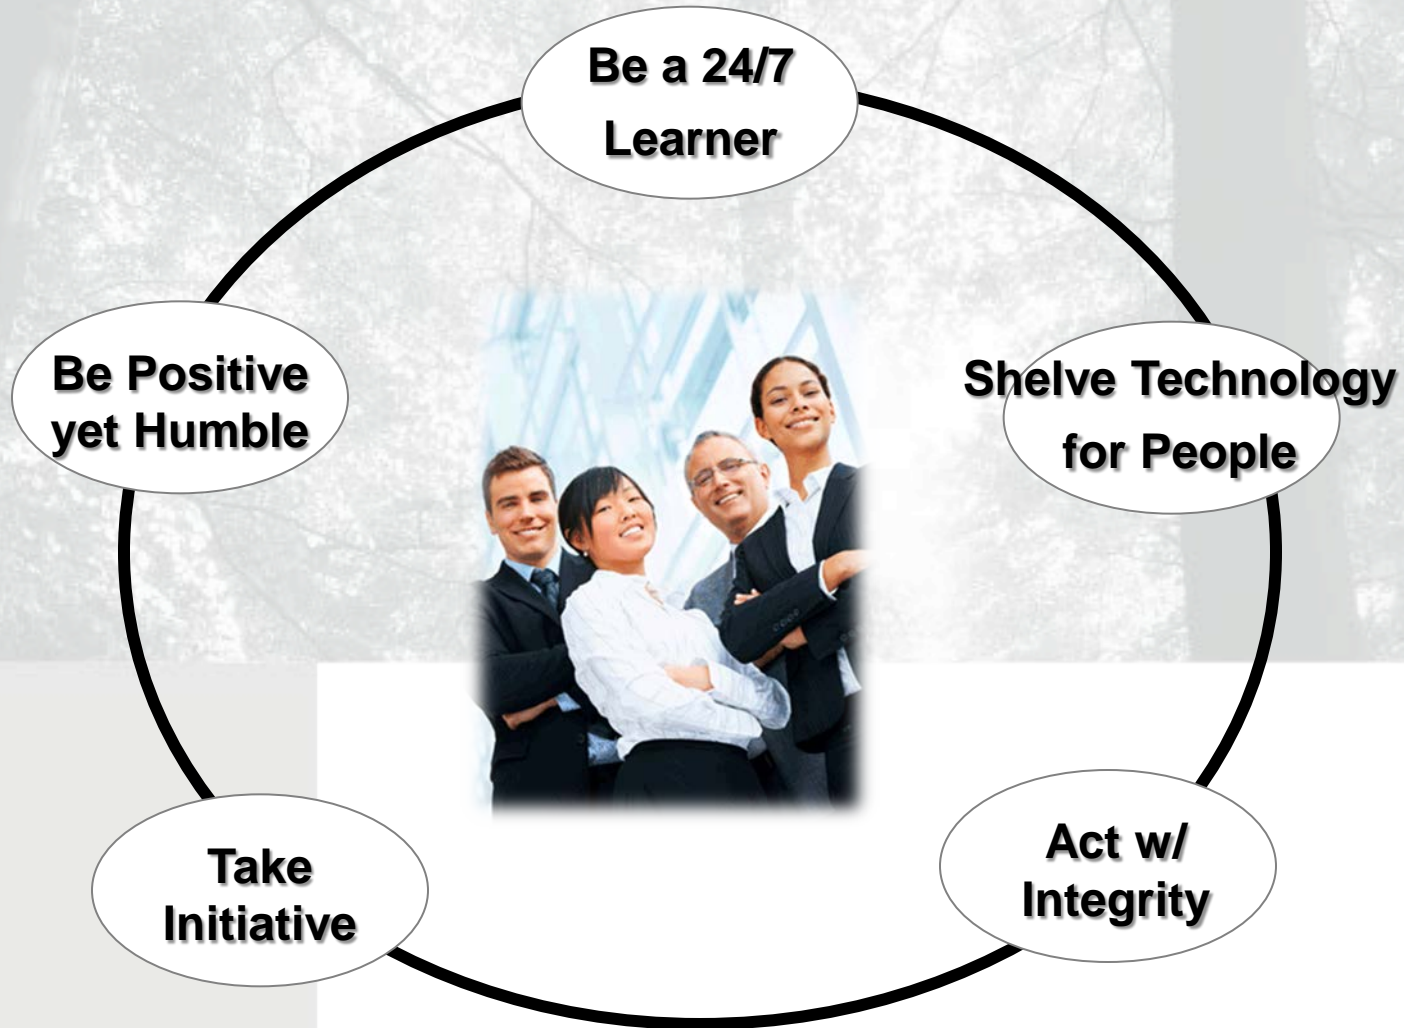 Be a 24/7
Learner
Shelve Technology
for People
Act w/
Integrity
Take
Initiative
Be Positive
yet Humble